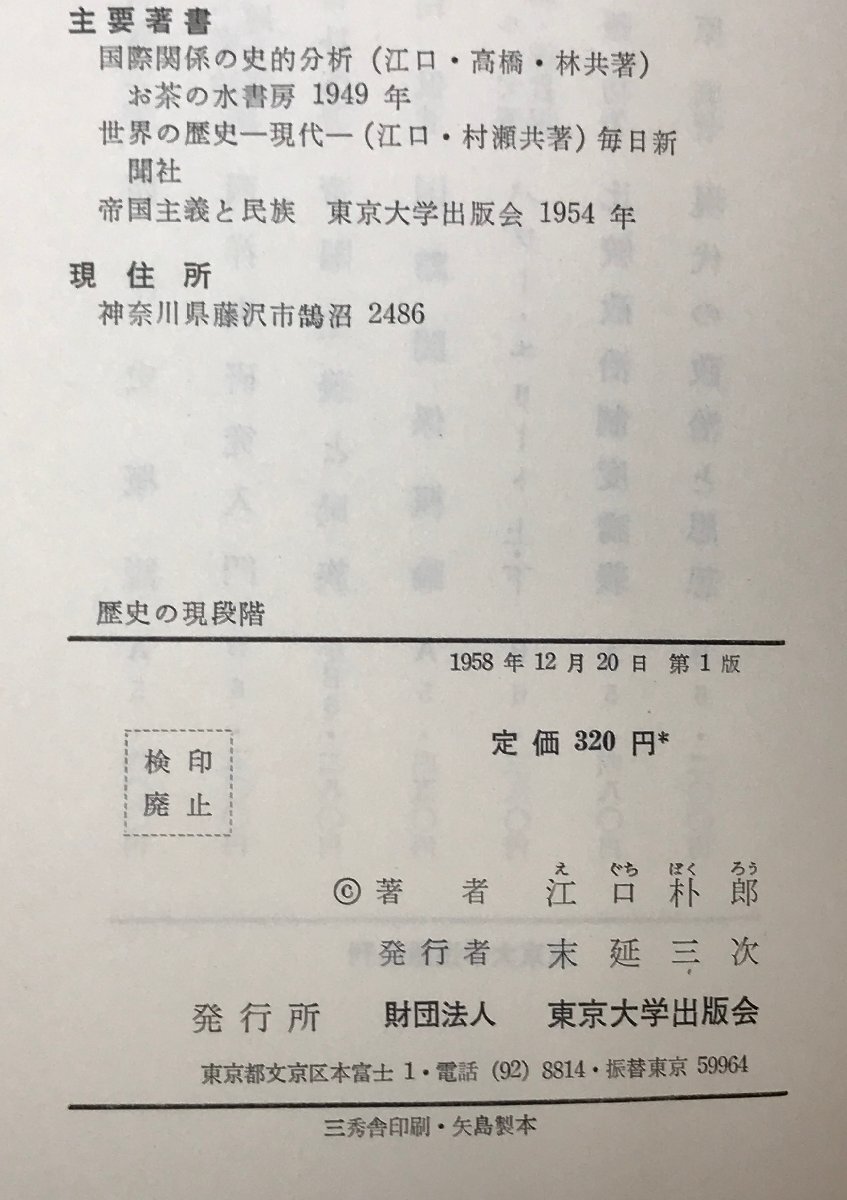 主要著書
国際関係の史的分析 (江口・高橋・林共著)
お茶の水書房 1949 年
世界の歴史―現代―(江口・村瀬共著) 毎日新
聞社
帝国主義と民族 東京大学出版会 1954 年
現住所
神奈川県藤沢市鵠沼 2486
歴史の現段階
1958 年 12 月 20 日 第 1 版
定価 320 円*
検印
廃止
え ぐち ぼく ろう
©著者 江口朴郎
発行者 末延三次
発行所 財団法人 東京大学出版会
東京都文京区本富士 1・電話 (92) 8814・振替東京 59964
三秀舎印刷・矢島製本